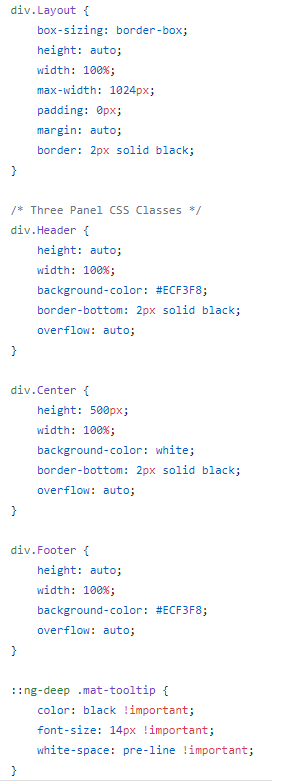 div.Layout {
    box-sizing: border-box;
    height: auto;
    width: 100%;
    max-width: 1024px;
    padding: 0px;
    margin: auto;
    border: 2px solid black;
}

/* Three Panel CSS Classes */
div.Header {
    height: auto;
    width: 100%;
    background-color: #ECF3F8;
    border-bottom: 2px solid black;
    overflow: auto;
}

div.Center {
    height: 500px;
    width: 100%;
    background-color: white;
    border-bottom: 2px solid black;
    overflow: auto;
}

div.Footer {
    height: auto;
    width: 100%;
    background-color: #ECF3F8;
    overflow: auto;
}

::ng-deep .mat-tooltip {
    color: black !important;
    font-size: 14px !important;
    white-space: pre-line !important;
}